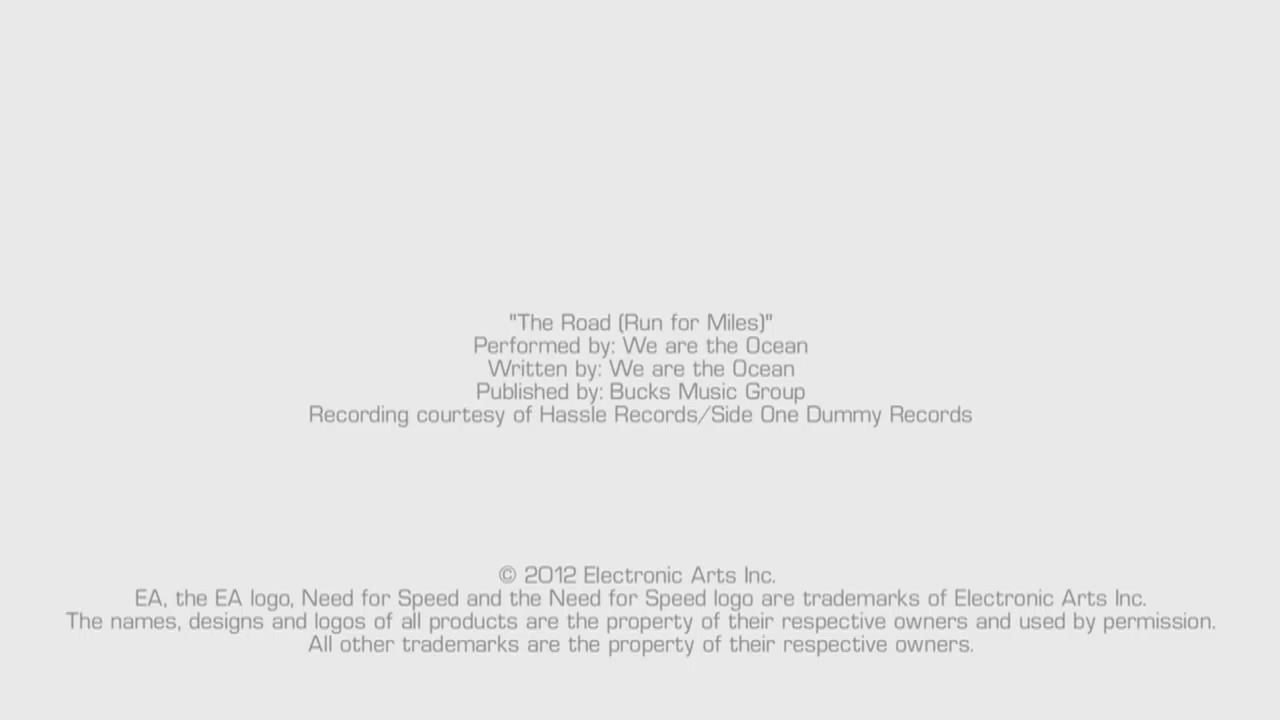 "The Road (Run for Miles)"
Performed by: We are the Ocean
Written by: We are the Ocean
Published by: Bucks Music Group
Recording courtesy of Hassle Records/Side One Dummy Records
© 2012 Electronic Arts Inc.
EA, the EA logo, Need for Speed and the Need for Speed logo are trademarks of Electronic Arts Inc.
The names, designs and logos of all products are the property of their respective owners and used by permission.
All other trademarks are the property of their respective owners.